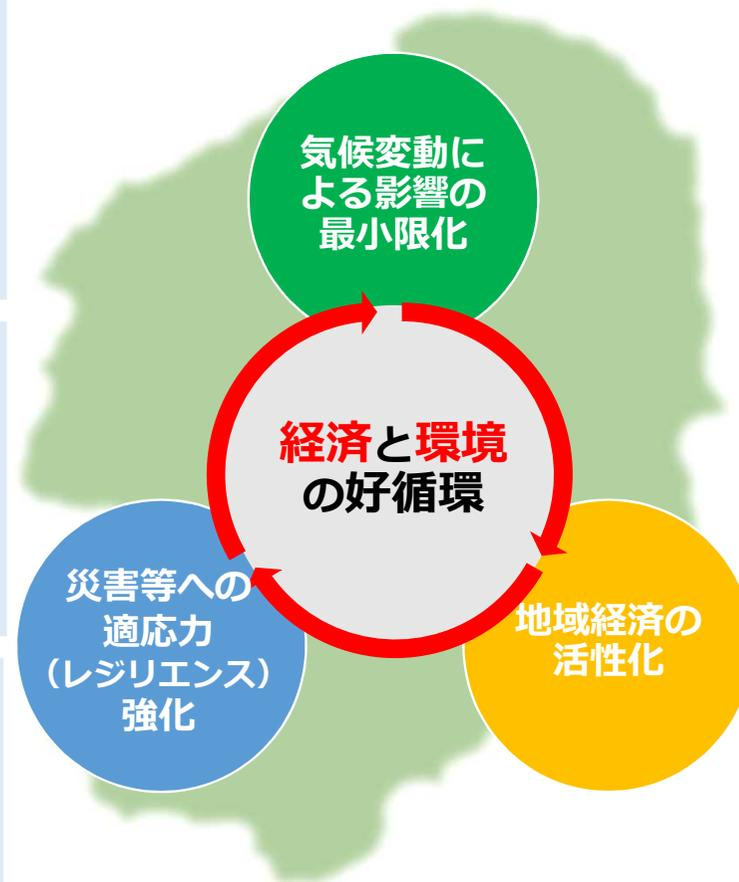 気候変動に
よる影響の
最小限化
経済と環境
の好循環
災害等への
適応力
（レジリエンス）
強化
地域経済の
活性化